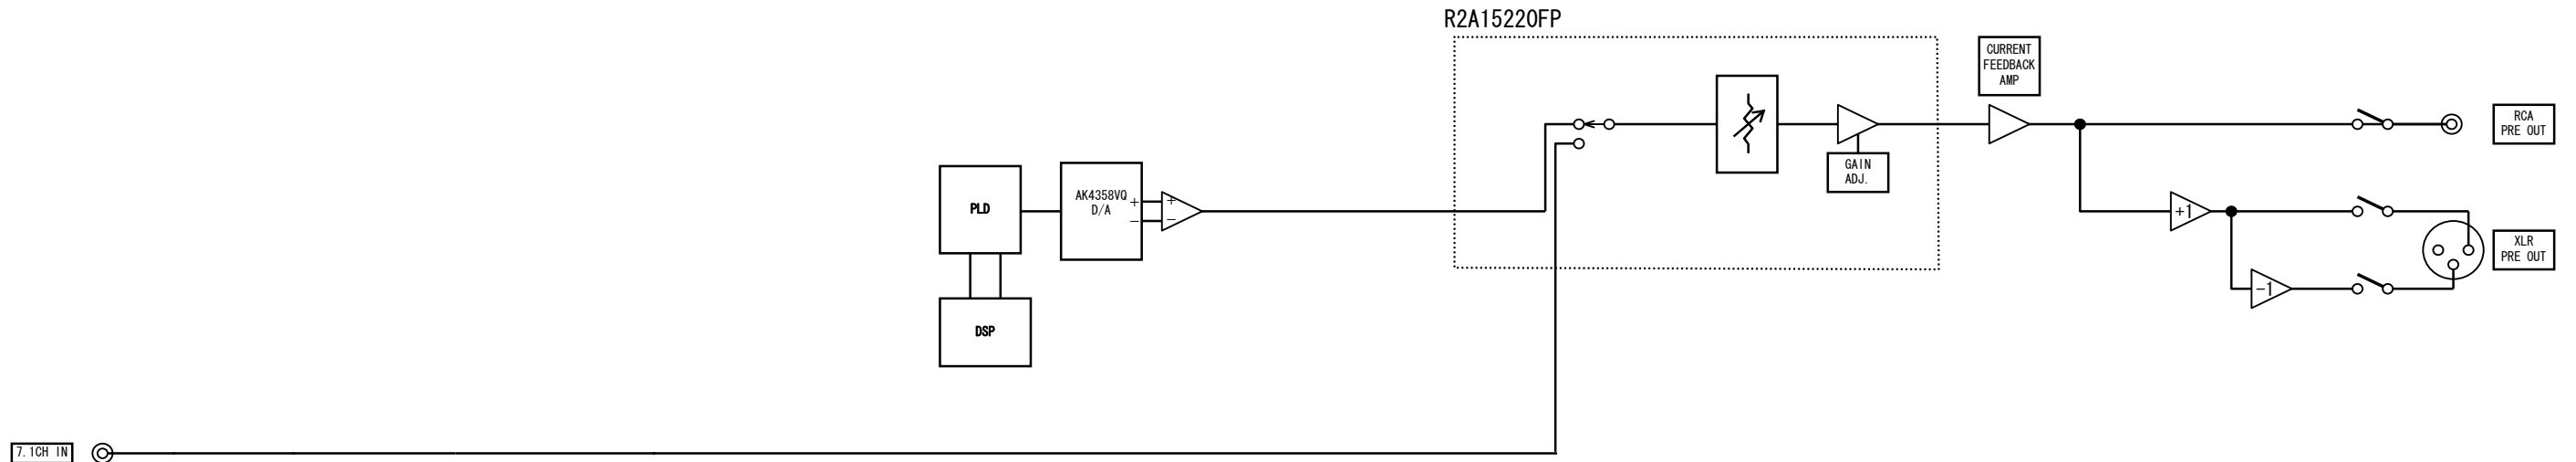 R2A15220FP
CURRENT
FEEDBACK
AMP
RCA
PRE OUT
GAIN
ADJ.
PLD
AK4358VQ
D/A
+
−
+
−
+1
XLR
PRE OUT
−1
DSP
7.1CH IN